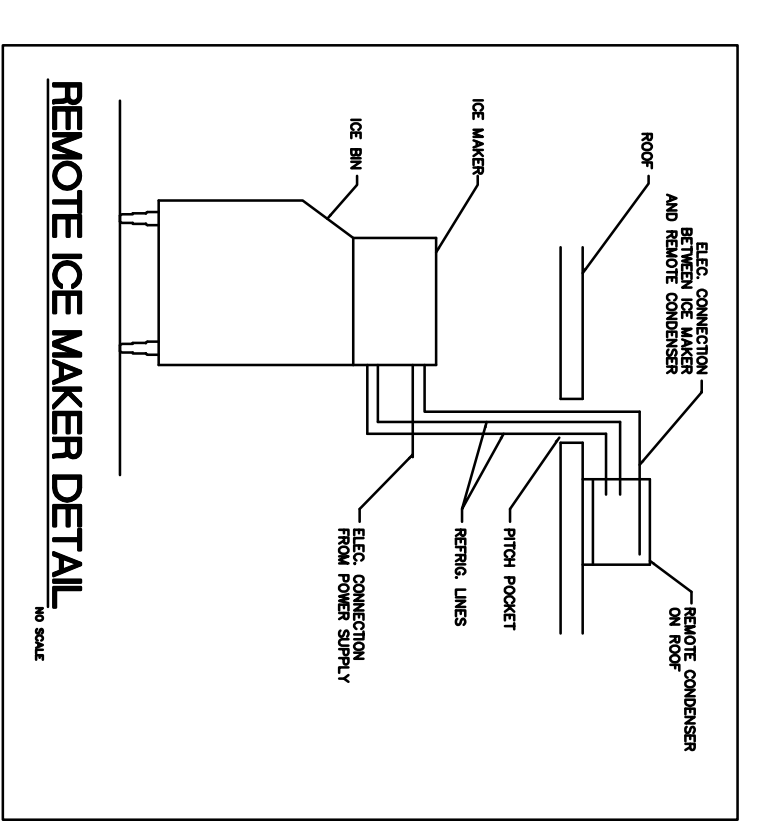 ELEC. CONNECTION
BETWEEN ICE MAKER
AND REMOTE CONDENSER
REMOTE CONDENSER
ON ROOF
ROOF
PITCH POCKET
ICE MAKER
REFRIG. LINES
ICE BIN
ELEC. CONNECTION
FROM POWER SUPPLY
REMOTE ICE MAKER DETAIL
NO SCALE